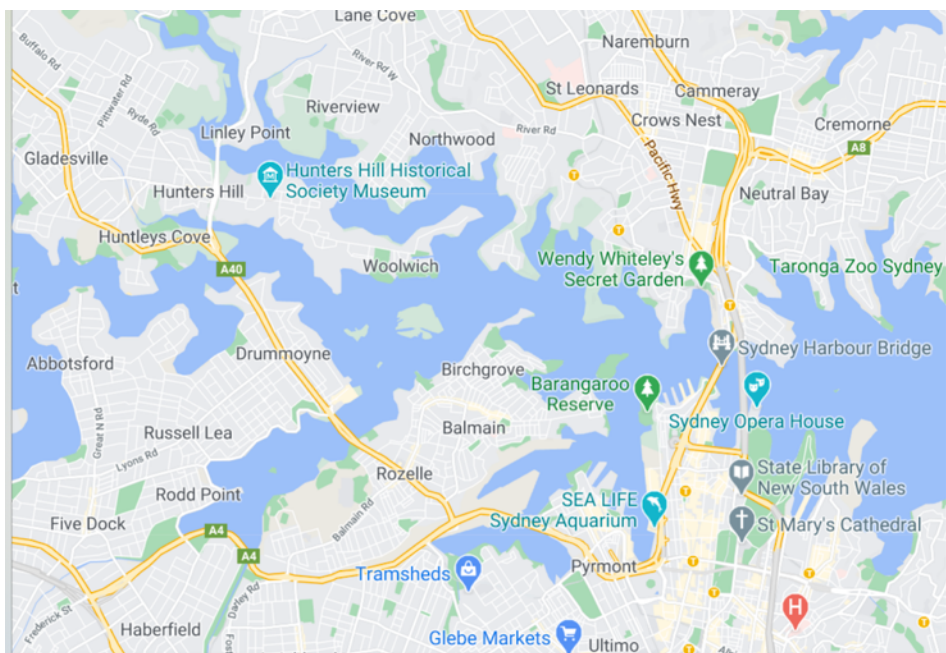 Lane Cove
Naremburn
Buffalo Rd
River Rd W
Pittwater Rd
St Leonards
Cammeray
Riverview
Ryde Rd
Crows Nest
Linley Point
Northwood
River Rd
Cremorne
A8
Gladesville
Pacific Hwy
Hunters Hill Historical
Society Museum
Hunters Hill
Neutral Bay
Huntleys Cove
Wendy Whiteley's
Secret Garden
Woolwich
A40
Taronga Zoo Sydney
t
Drummoyne
Sydney Harbour Bridge
Abbotsford
Birchgrove
Barangaroo
Reserve
Great N Rd
Sydney Opera House
Balmain
Russell Lea
Lyons Rd
Rozelle
State Library of
New South Wales
Rodd Point
SEA LIFE
Sydney Aquarium
Balmain Rd
Five Dock
St Mary's Cathedral
A4
A4
Tramsheds
Pyrmont
Darley Rd
Frederick St
H
Haberfield
Glebe Markets
Ultimo